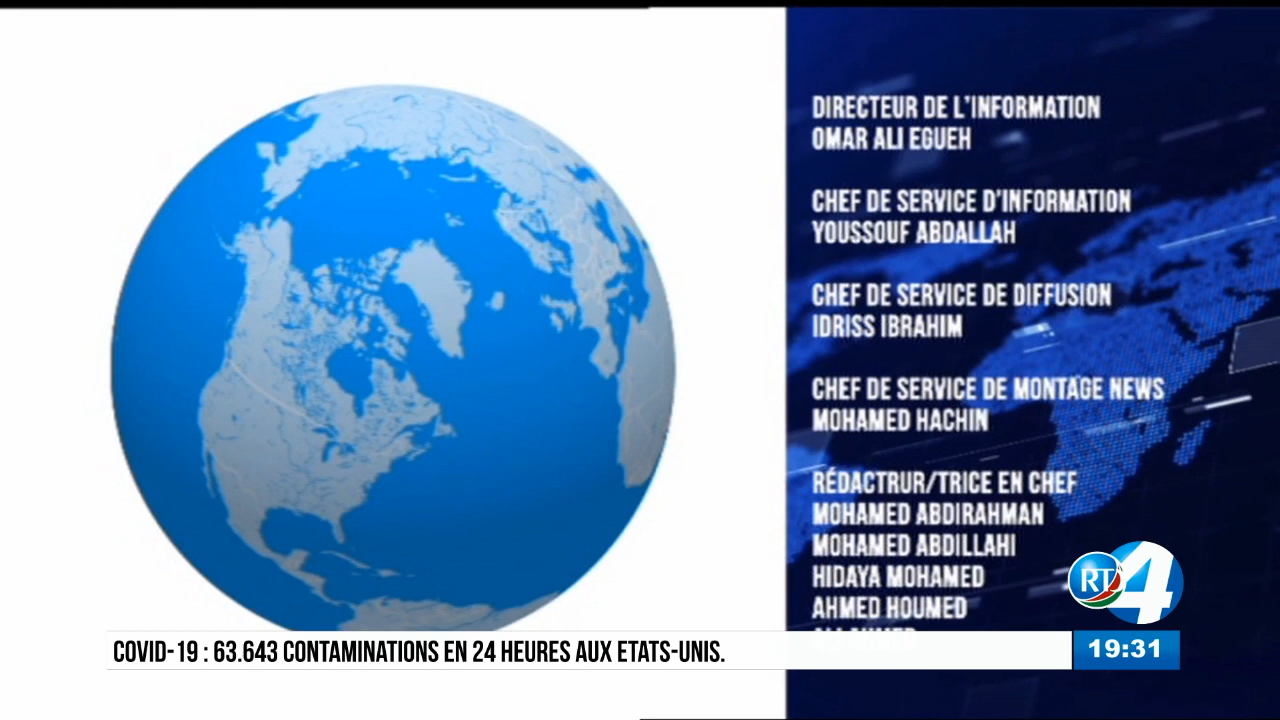 DIRECTEUR DE L'INFORMATION
OMAR ALI EGUEH
CHEF DE SERVICE D'INFORMATION
YOUSSOUF ABDALLAH
CHEF DE SERVICE DE DIFFUSION
IDRISS IBRAHIM
CHEF DE SERVICE DE MONTAGE NEWS
MOHAMED HACHIN
RÉDACTRUR/TRICE EN CHEF
MOHAMED ABDIRAHMAN
MOHAMED ABDILLAHI
HIDAYA MOHAMED
AHMED HOUMED
RT
4
COVID-19 : 63.643 CONTAMINATIONS EN 24 HEURES AUX ETATS-UNIS.
19:31